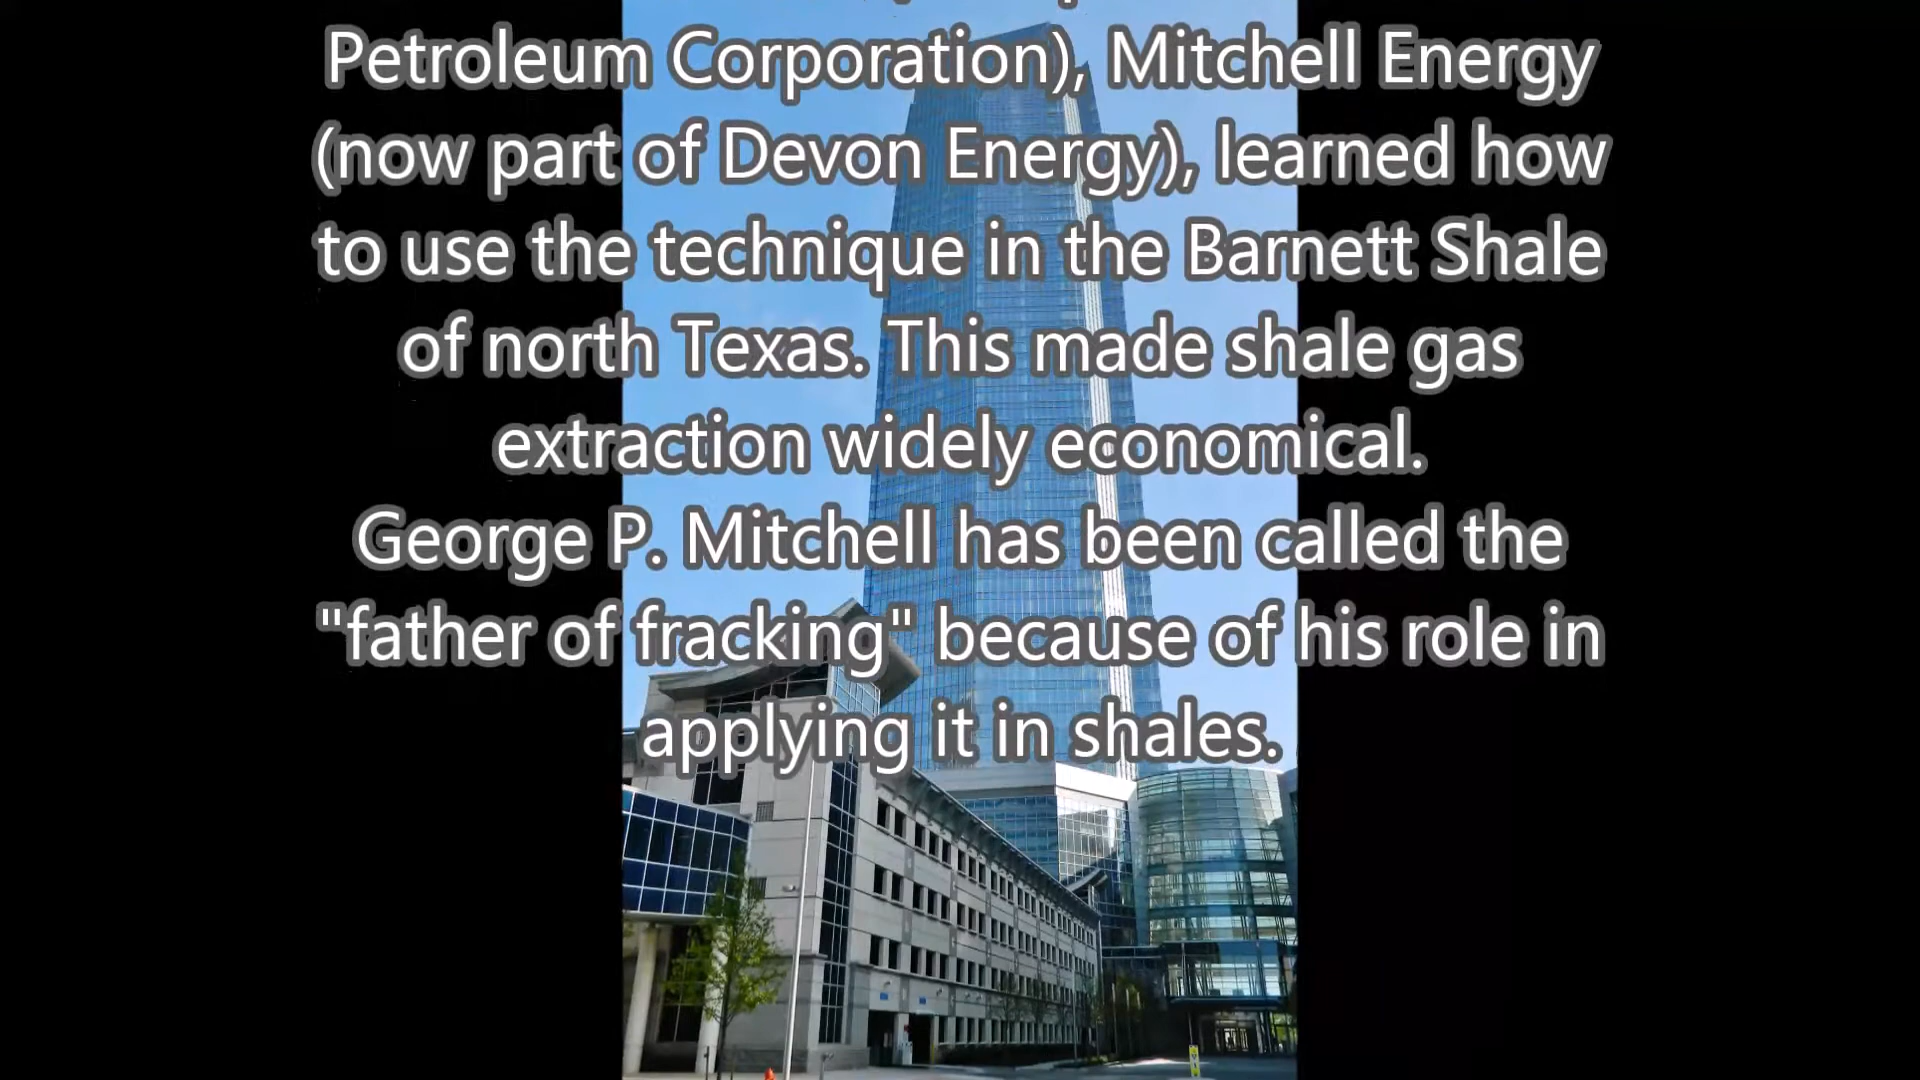 Petroleum Corporation), Mitchell Energy
(now part of Devon Energy), learned how
to use the technique in the Barnett Shale
of north Texas. This made shale gas
extraction widely economical.
George P. Mitchell has been called the
"father of fracking" because of his role in
applying it in shales.